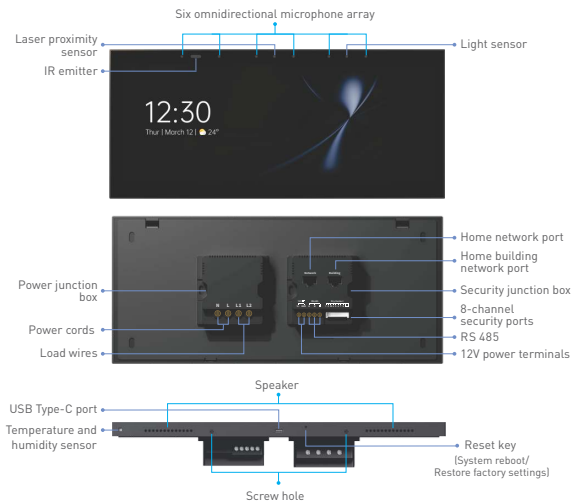 Six omnidirectional microphone array
Laser proximity
sensor
Light sensor
IR emitter
12:30
Thur | March 12 | 24°
Home network port
Home building
network port
Power junction
box
Security junction box
N L L1 L2
8-channel
security ports
Power cords
RS 485
Load wires
12V power terminals
Speaker
USB Type-C port
Temperature and
humidity sensor
Reset key
(System reboot/
Restore factory settings)
Screw hole